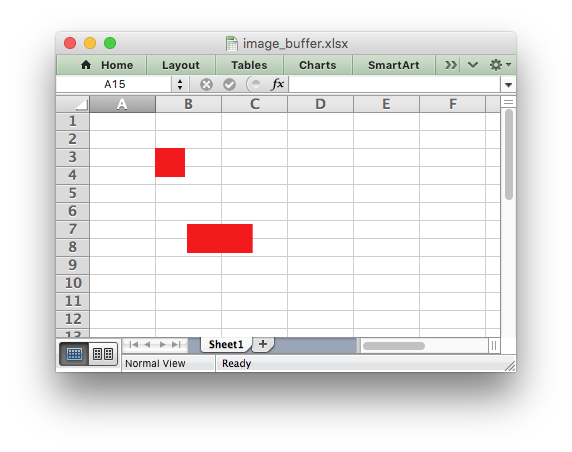 image_buffer.xlsx
Home Layout Tables Charts SmartArt
A15 fx
A B C D E F
1
2
3
4
5
6
7
8
9
10
11
12
13
Sheet1
Normal View Ready